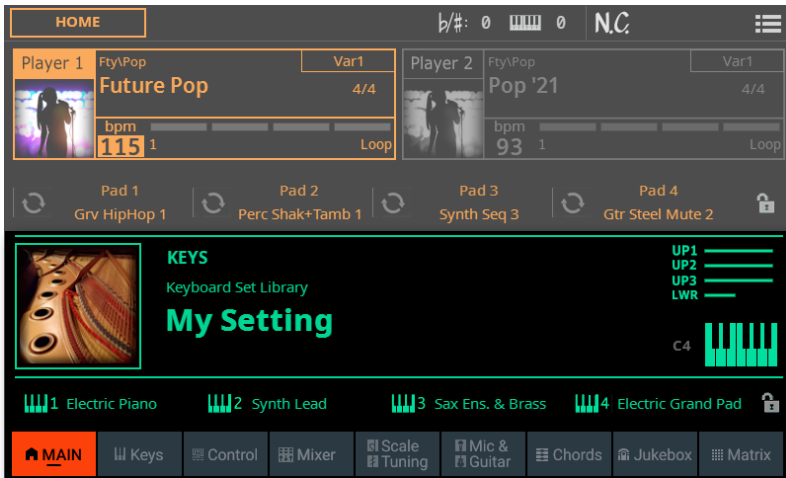 HOME
b/#: 0 0 N.C.
Player 1 Fty\Pop Var1
Future Pop 4/4
bpm
115 1 Loop
Player 2 Fty\Pop Var1
Pop '21 4/4
bpm
93 1 Loop
Pad 1
Grv HipHop 1
Pad 2
Perc Shak+Tamb 1
Pad 3
Synth Seq 3
Pad 4
Gtr Steel Mute 2
KEYS
Keyboard Set Library
My Setting
UP1
UP2
UP3
LWR
C4
1 Electric Piano
2 Synth Lead
3 Sax Ens. & Brass
4 Electric Grand Pad
MAIN
Keys
Control
Mixer
Scale
Tuning
Mic &
Guitar
Chords
Jukebox
Matrix